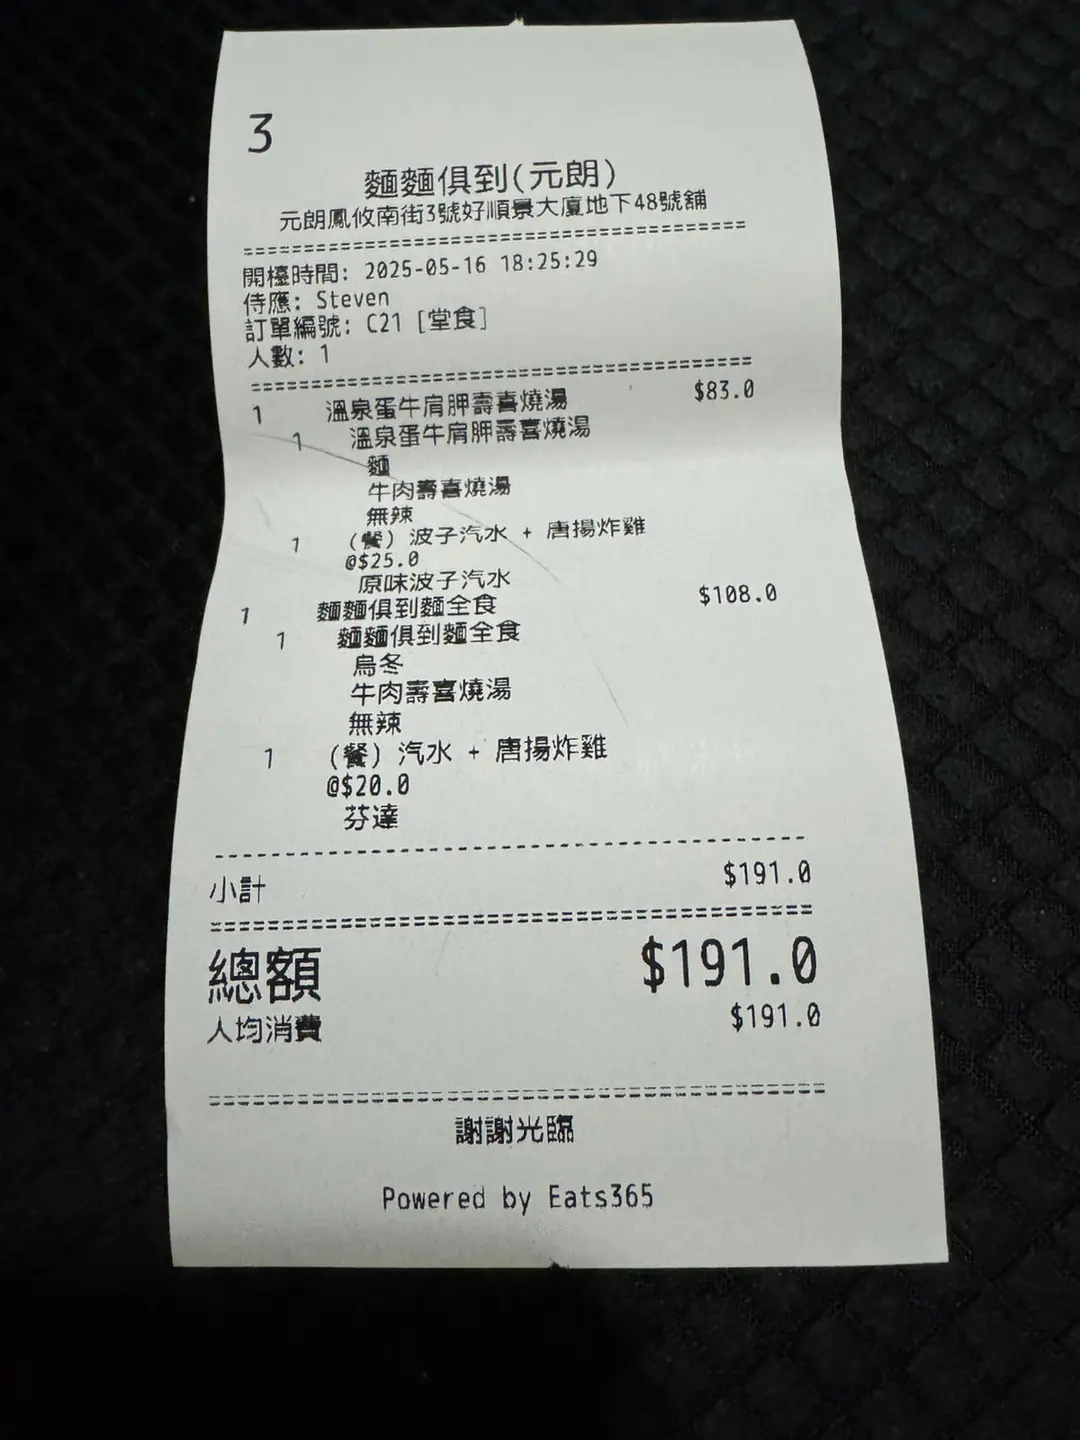 3
麵麵俱到(元朗)
元朗鳳攸南街3號好順景大廈地下48號舖
開檯時間: 2025-05-16 18:25:29
侍應: Steven
訂單編號: C21 [堂食]
人數: 1
1 溫泉蛋牛肩胛壽喜燒湯 $83.0
1 溫泉蛋牛肩胛壽喜燒湯
麵
牛肉壽喜燒湯
無辣
1 (餐) 波子汽水 + 唐揚炸雞
@$25.0
原味波子汽水
1 麵麵俱到麵全食 $108.0
1 麵麵俱到麵全食
烏冬
牛肉壽喜燒湯
無辣
1 (餐) 汽水 + 唐揚炸雞
@$20.0
芬達
小計 $191.0
總額 $191.0
人均消費 $191.0
謝謝光臨
Powered by Eats365